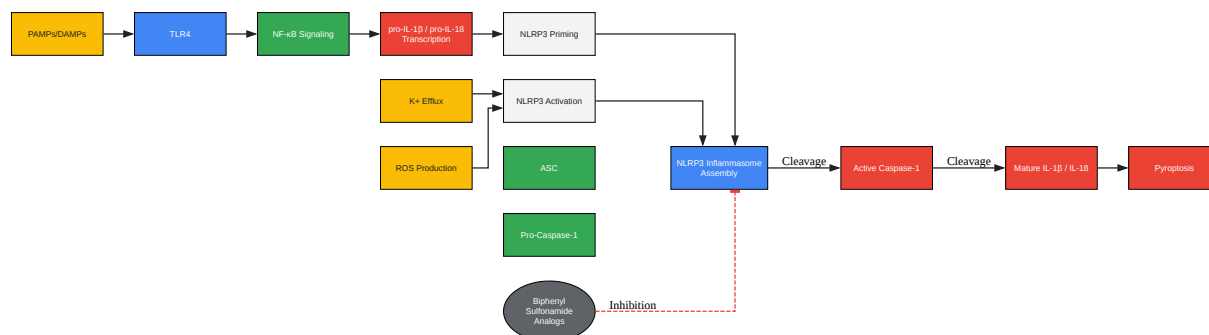 PAMPs/DAMPs
TLR4
NF-κB Signaling
pro-IL-1β / pro-IL-18
Transcription
NLRP3 Priming
K+ Efflux
NLRP3 Activation
ROS Production
ASC
NLRP3 Inflammasome
Assembly
Cleavage
Active Caspase-1
Cleavage
Mature IL-1β / IL-18
Pyroptosis
Pro-Caspase-1
Biphenyl
Sulfonamide
Analogs
Inhibition